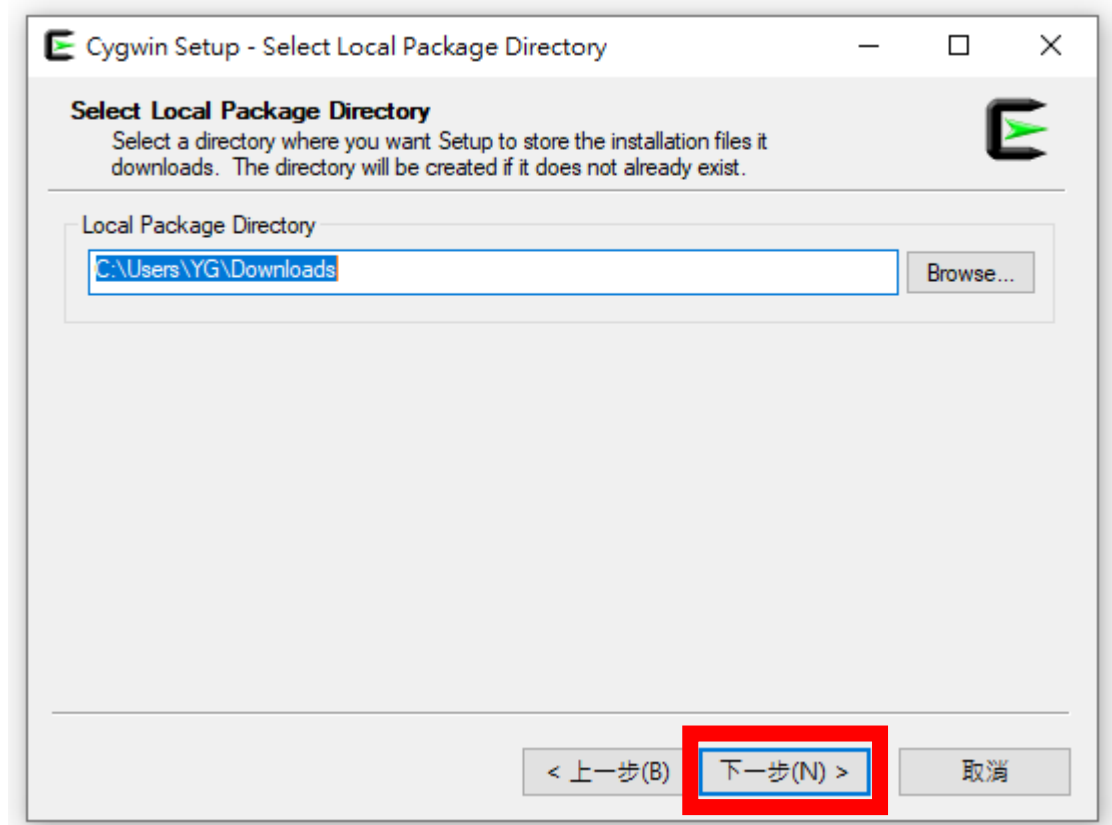 Cygwin Setup - Select Local Package Directory
Select Local Package Directory
Select a directory where you want Setup to store the installation files it
downloads. The directory will be created if it does not already exist.
Local Package Directory
C:\Users\YG\Downloads
Browse...
< 上一步(B)
下一步(N) >
取消